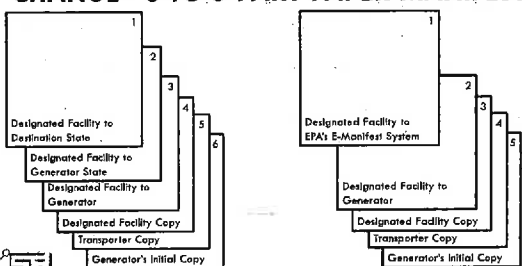 1
2
3
4
5
6
Designated Facility to
Destination State
Designated Facility to
Generator State
Designated Facility to
Generator
Designated Facility Copy
Transporter Copy
Generator's Initial Copy
1
2
3
4
5
Designated Facility to
EPA's E-Manifest System
Designated Facility to
Generator
Designated Facility Copy
Transporter Copy
Generator's Initial Copy